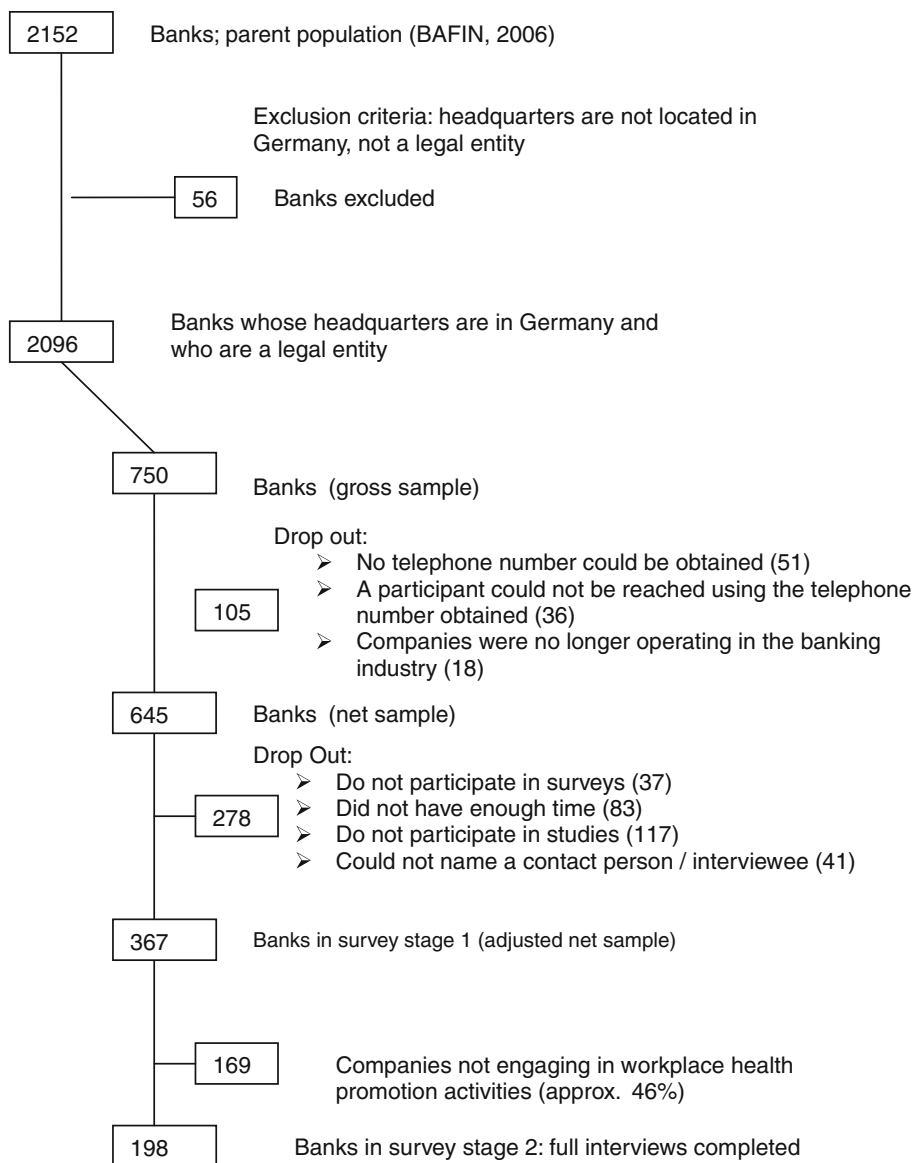 2152 Banks; parent population (BAFIN, 2006)
Exclusion criteria: headquarters are not located in
Germany, not a legal entity
56 Banks excluded
Banks whose headquarters are in Germany and
2096 who are a legal entity
750
Banks (gross sample)
Drop out:
➢ No telephone number could be obtained (51)
➢ A participant could not be reached using the telephone
105 number obtained (36)
➢ Companies were no longer operating in the banking
industry (18)
645 Banks (net sample)
Drop Out:
➢ Do not participate in surveys (37)
➢ Did not have enough time (83)
278
➢ Do not participate in studies (117)
➢ Could not name a contact person / interviewee (41)
367 Banks in survey stage 1 (adjusted net sample)
169 Companies not engaging in workplace health
promotion activities (approx. 46%)
198 Banks in survey stage 2: full interviews completed